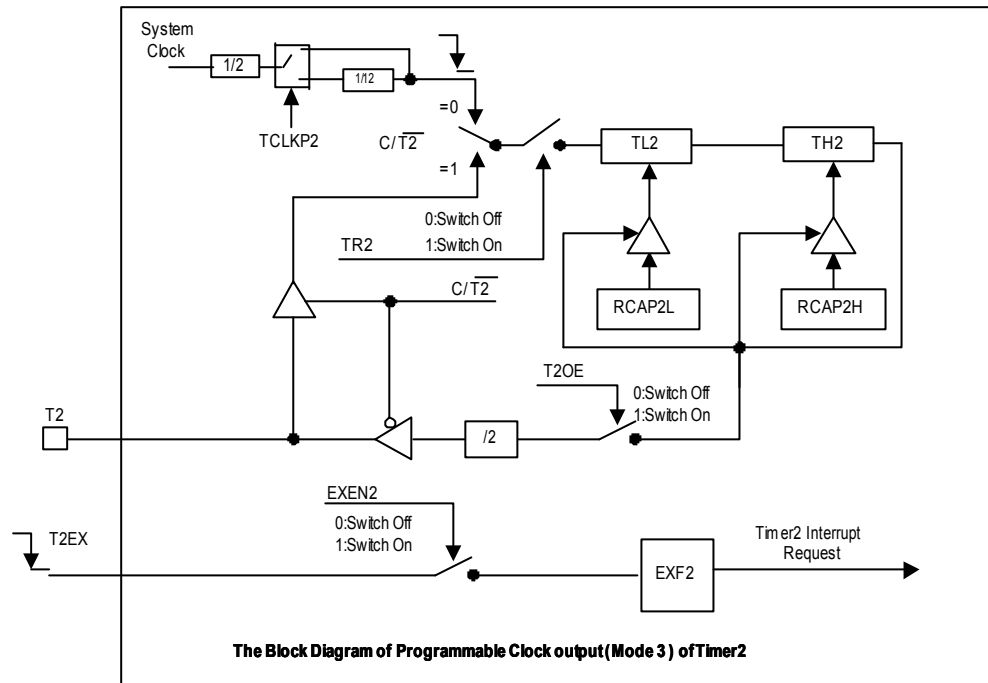 System
Clock
1/2
1/12
TCLKP2
=0
C/T2
=1
TL2
TH2
0:Switch Off
1:Switch On
TR2
C/T2
RCAP2L
RCAP2H
T2OE
0:Switch Off
1:Switch On
T2
/2
EXEN2
0:Switch Off
1:Switch On
T2EX
EXF2
Timer2 Interrupt
Request
The Block Diagram of Programmable Clock output (Mode 3 ) of Timer2